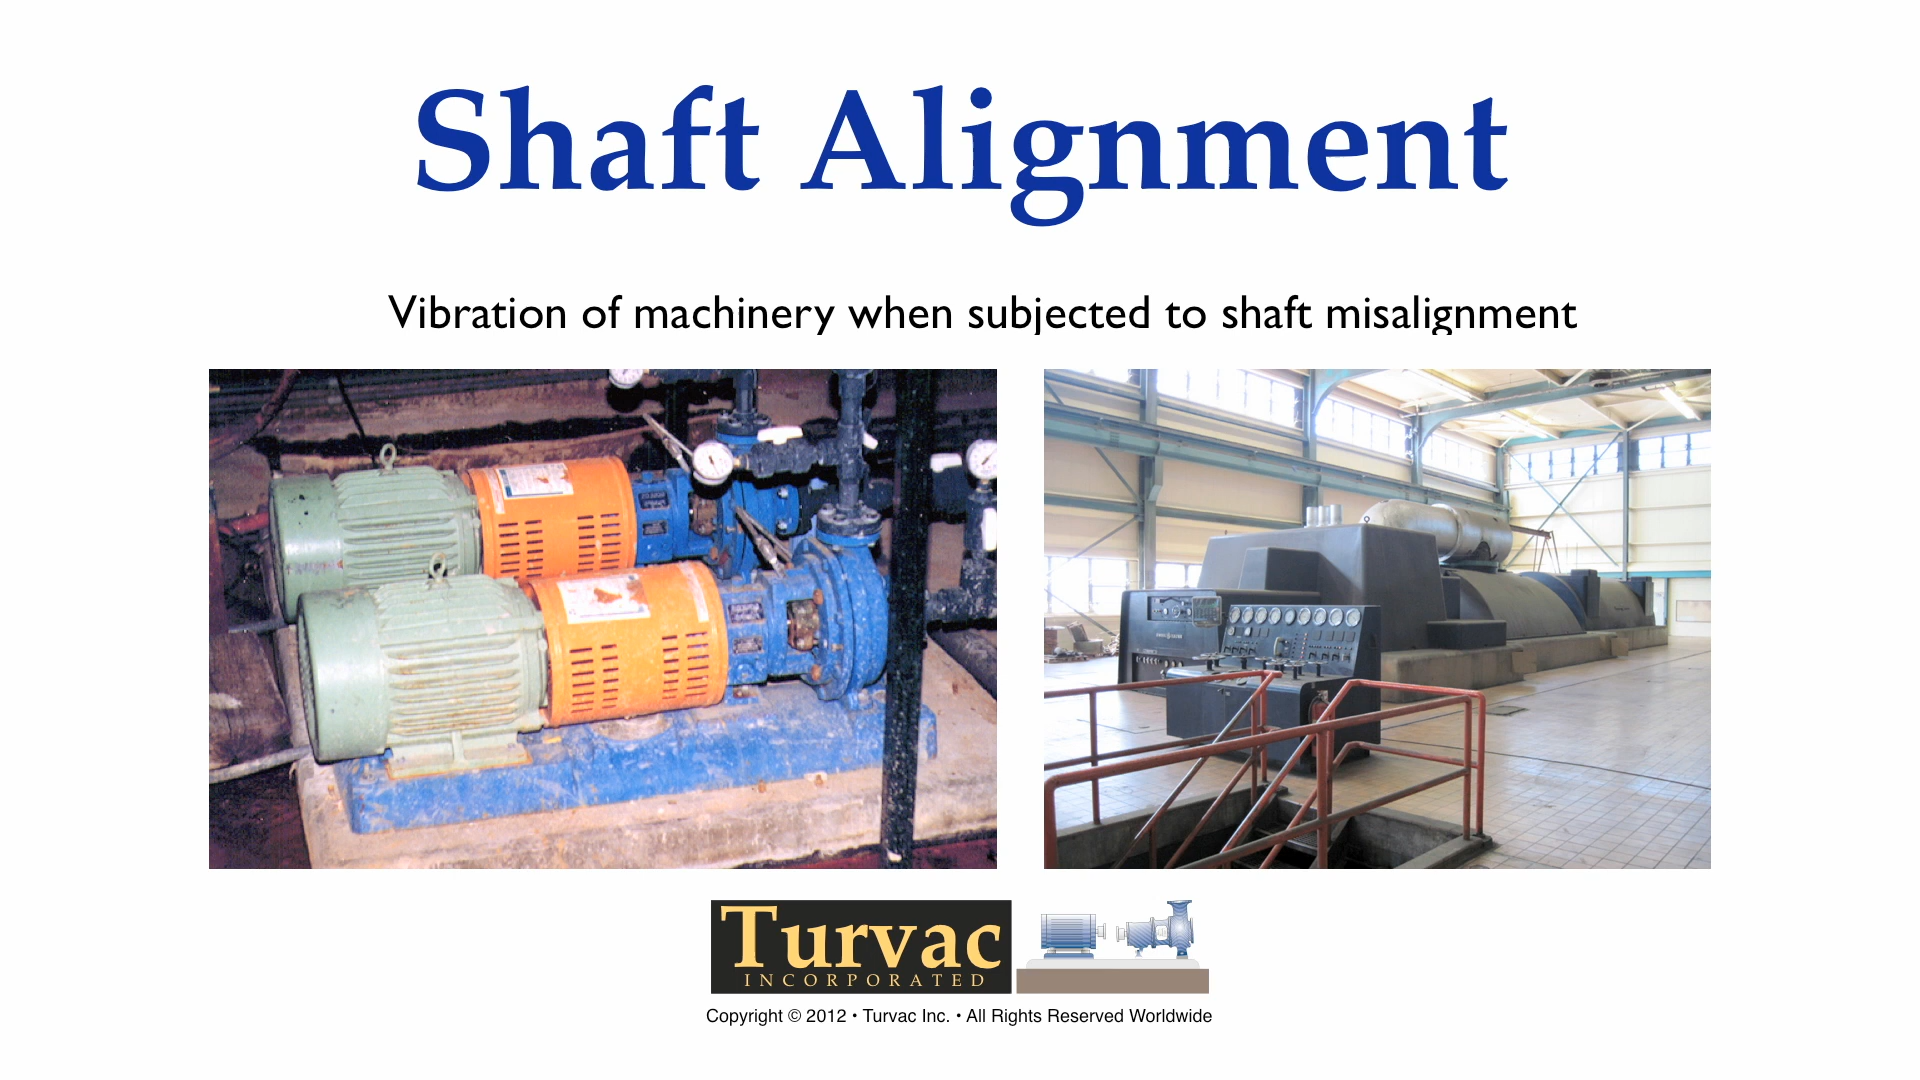 Shaft Alignment
Vibration of machinery when subjected to shaft misalignment
Turvac
INCORPORATED
Copyright © 2012 • Turvac Inc. • All Rights Reserved Worldwide